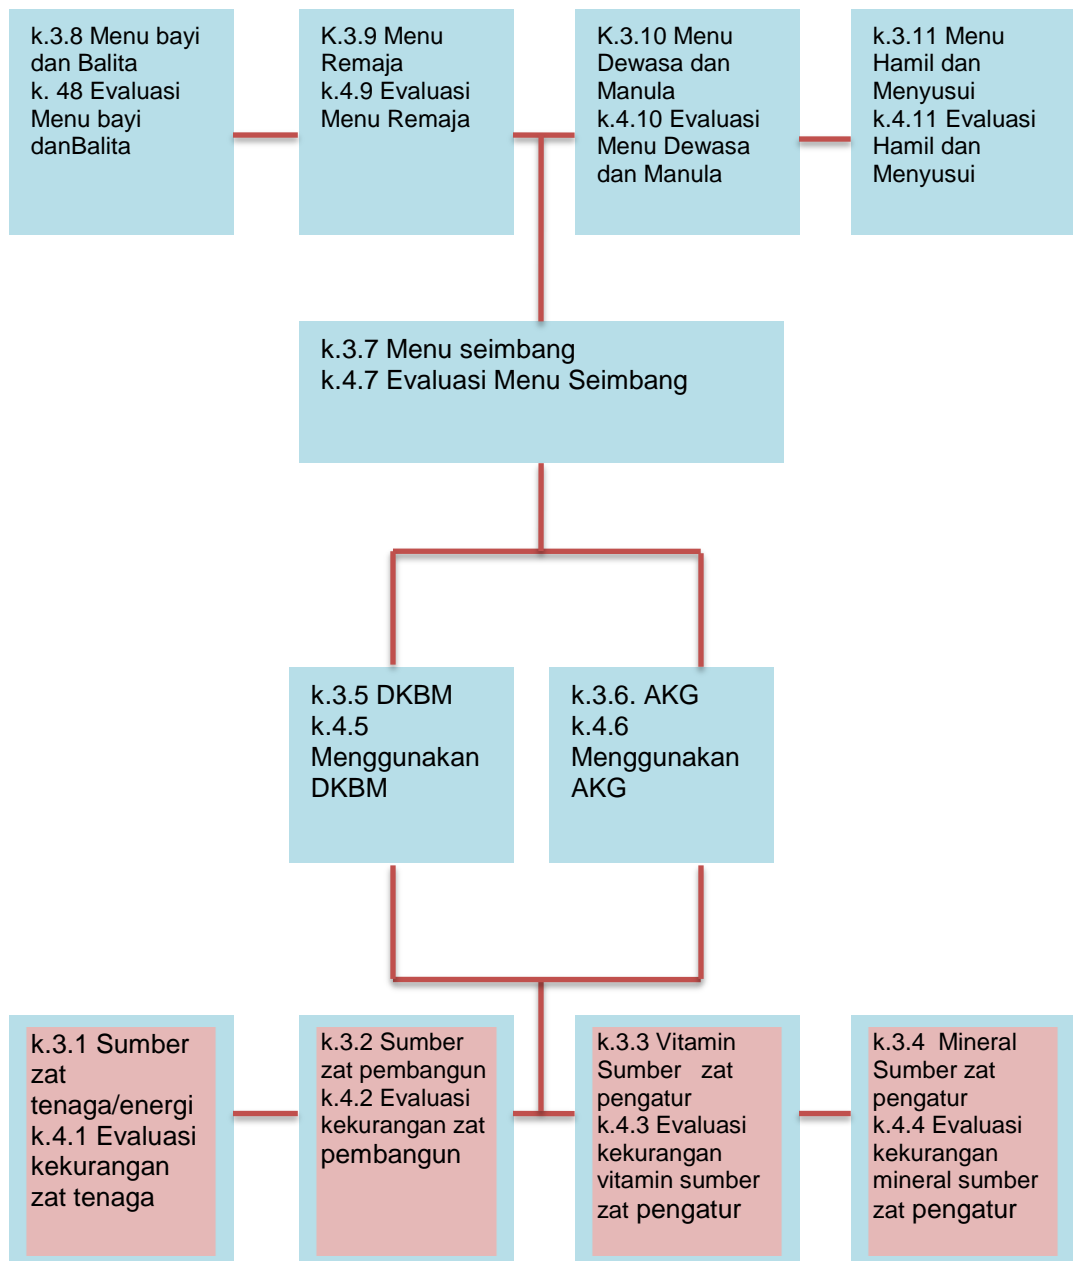 k.3.8 Menu bayi
dan Balita
k. 48 Evaluasi
Menu bayi
danBalita
K.3.9 Menu
Remaja
k.4.9 Evaluasi
Menu Remaja
K.3.10 Menu
Dewasa dan
Manula
k.4.10 Evaluasi
Menu Dewasa
dan Manula
k.3.11 Menu
Hamil dan
Menyusui
k.4.11 Evaluasi
Hamil dan
Menyusui
k.3.7 Menu seimbang
k.4.7 Evaluasi Menu Seimbang
k.3.5 DKBM
k.4.5
Menggunakan
DKBM
k.3.6. AKG
k.4.6
Menggunakan
AKG
k.3.1 Sumber
zat
tenaga/energi
k.4.1 Evaluasi
kekurangan
zat tenaga
k.3.2 Sumber
zat pembangun
k.4.2 Evaluasi
kekurangan zat
pembangun
k.3.3 Vitamin
Sumber zat
pengatur
k.4.3 Evaluasi
kekurangan
vitamin sumber
zat pengatur
k.3.4 Mineral
Sumber zat
pengatur
k.4.4 Evaluasi
kekurangan
mineral sumber
zat pengatur